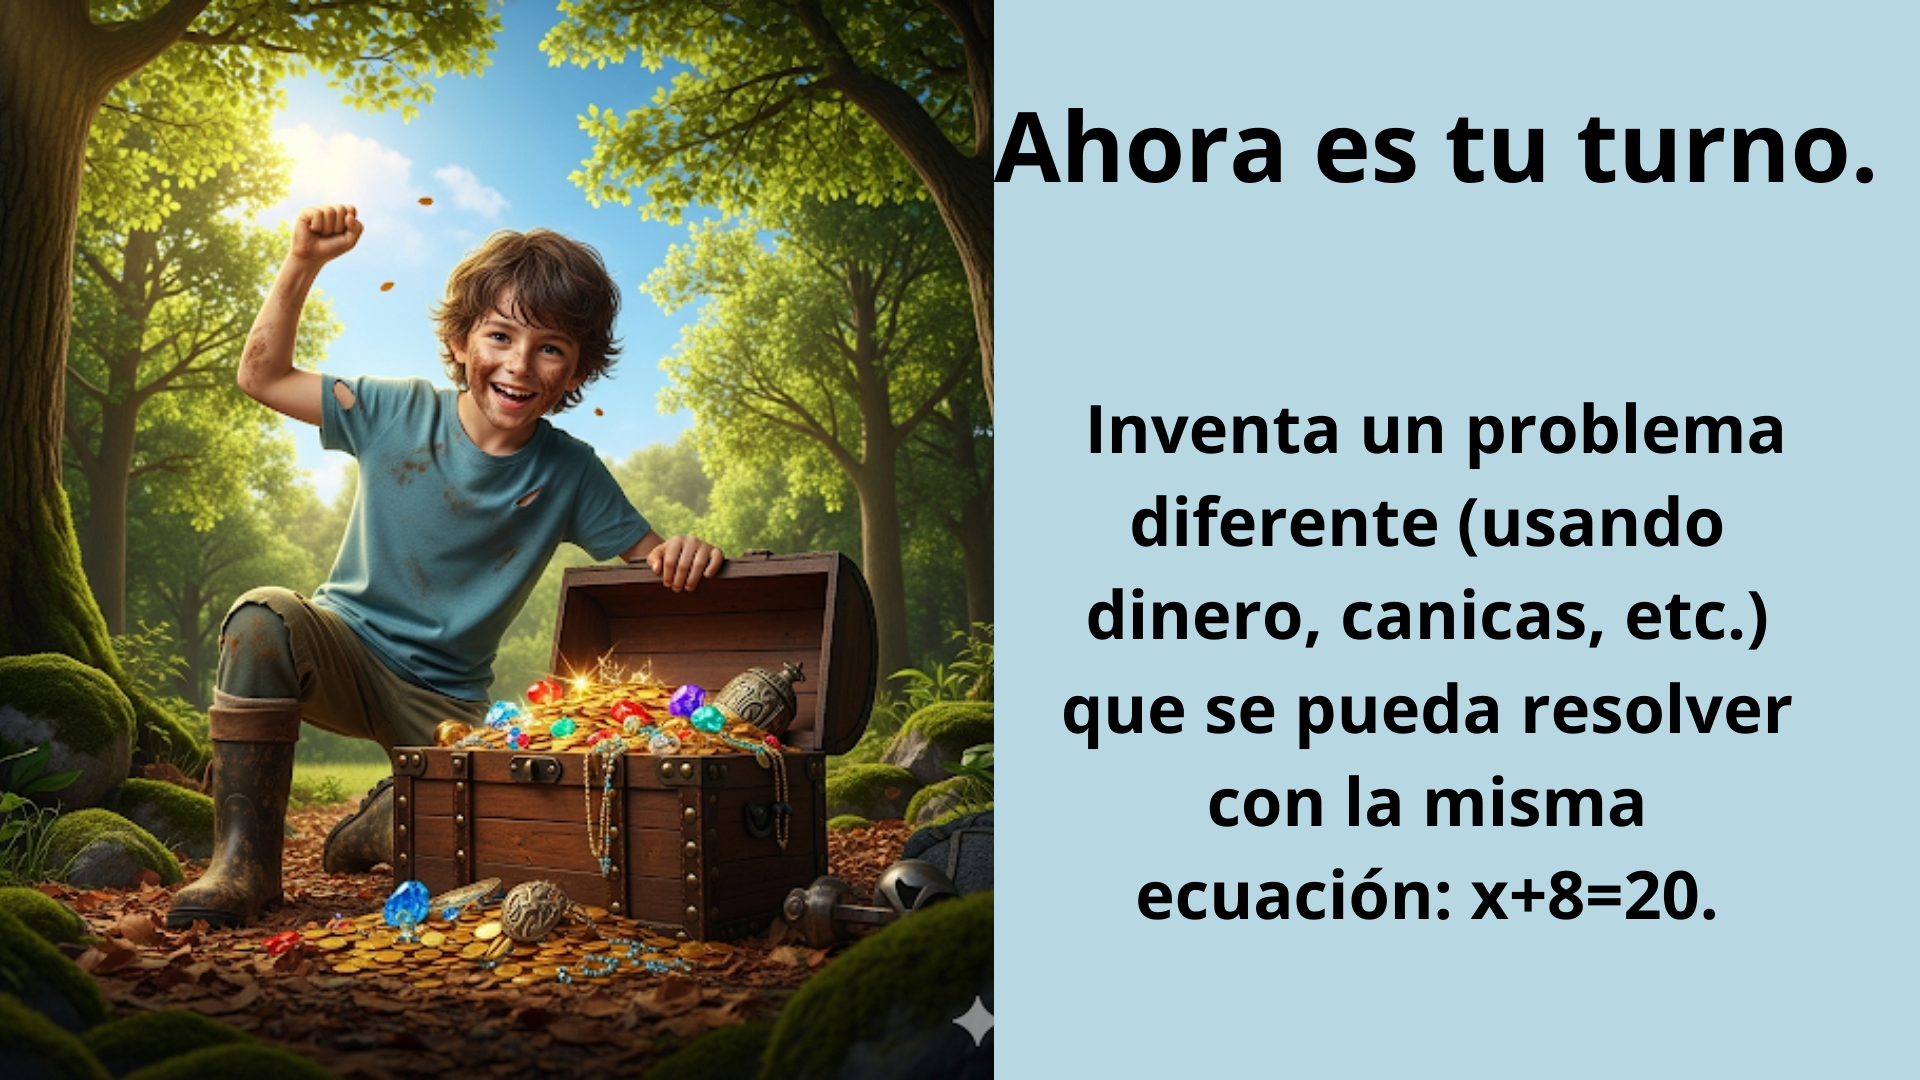 Ahora es tu turno.
Inventa un problema
diferente (usando
dinero, canicas, etc.)
que se pueda resolver
con la misma
ecuación: x+8=20.